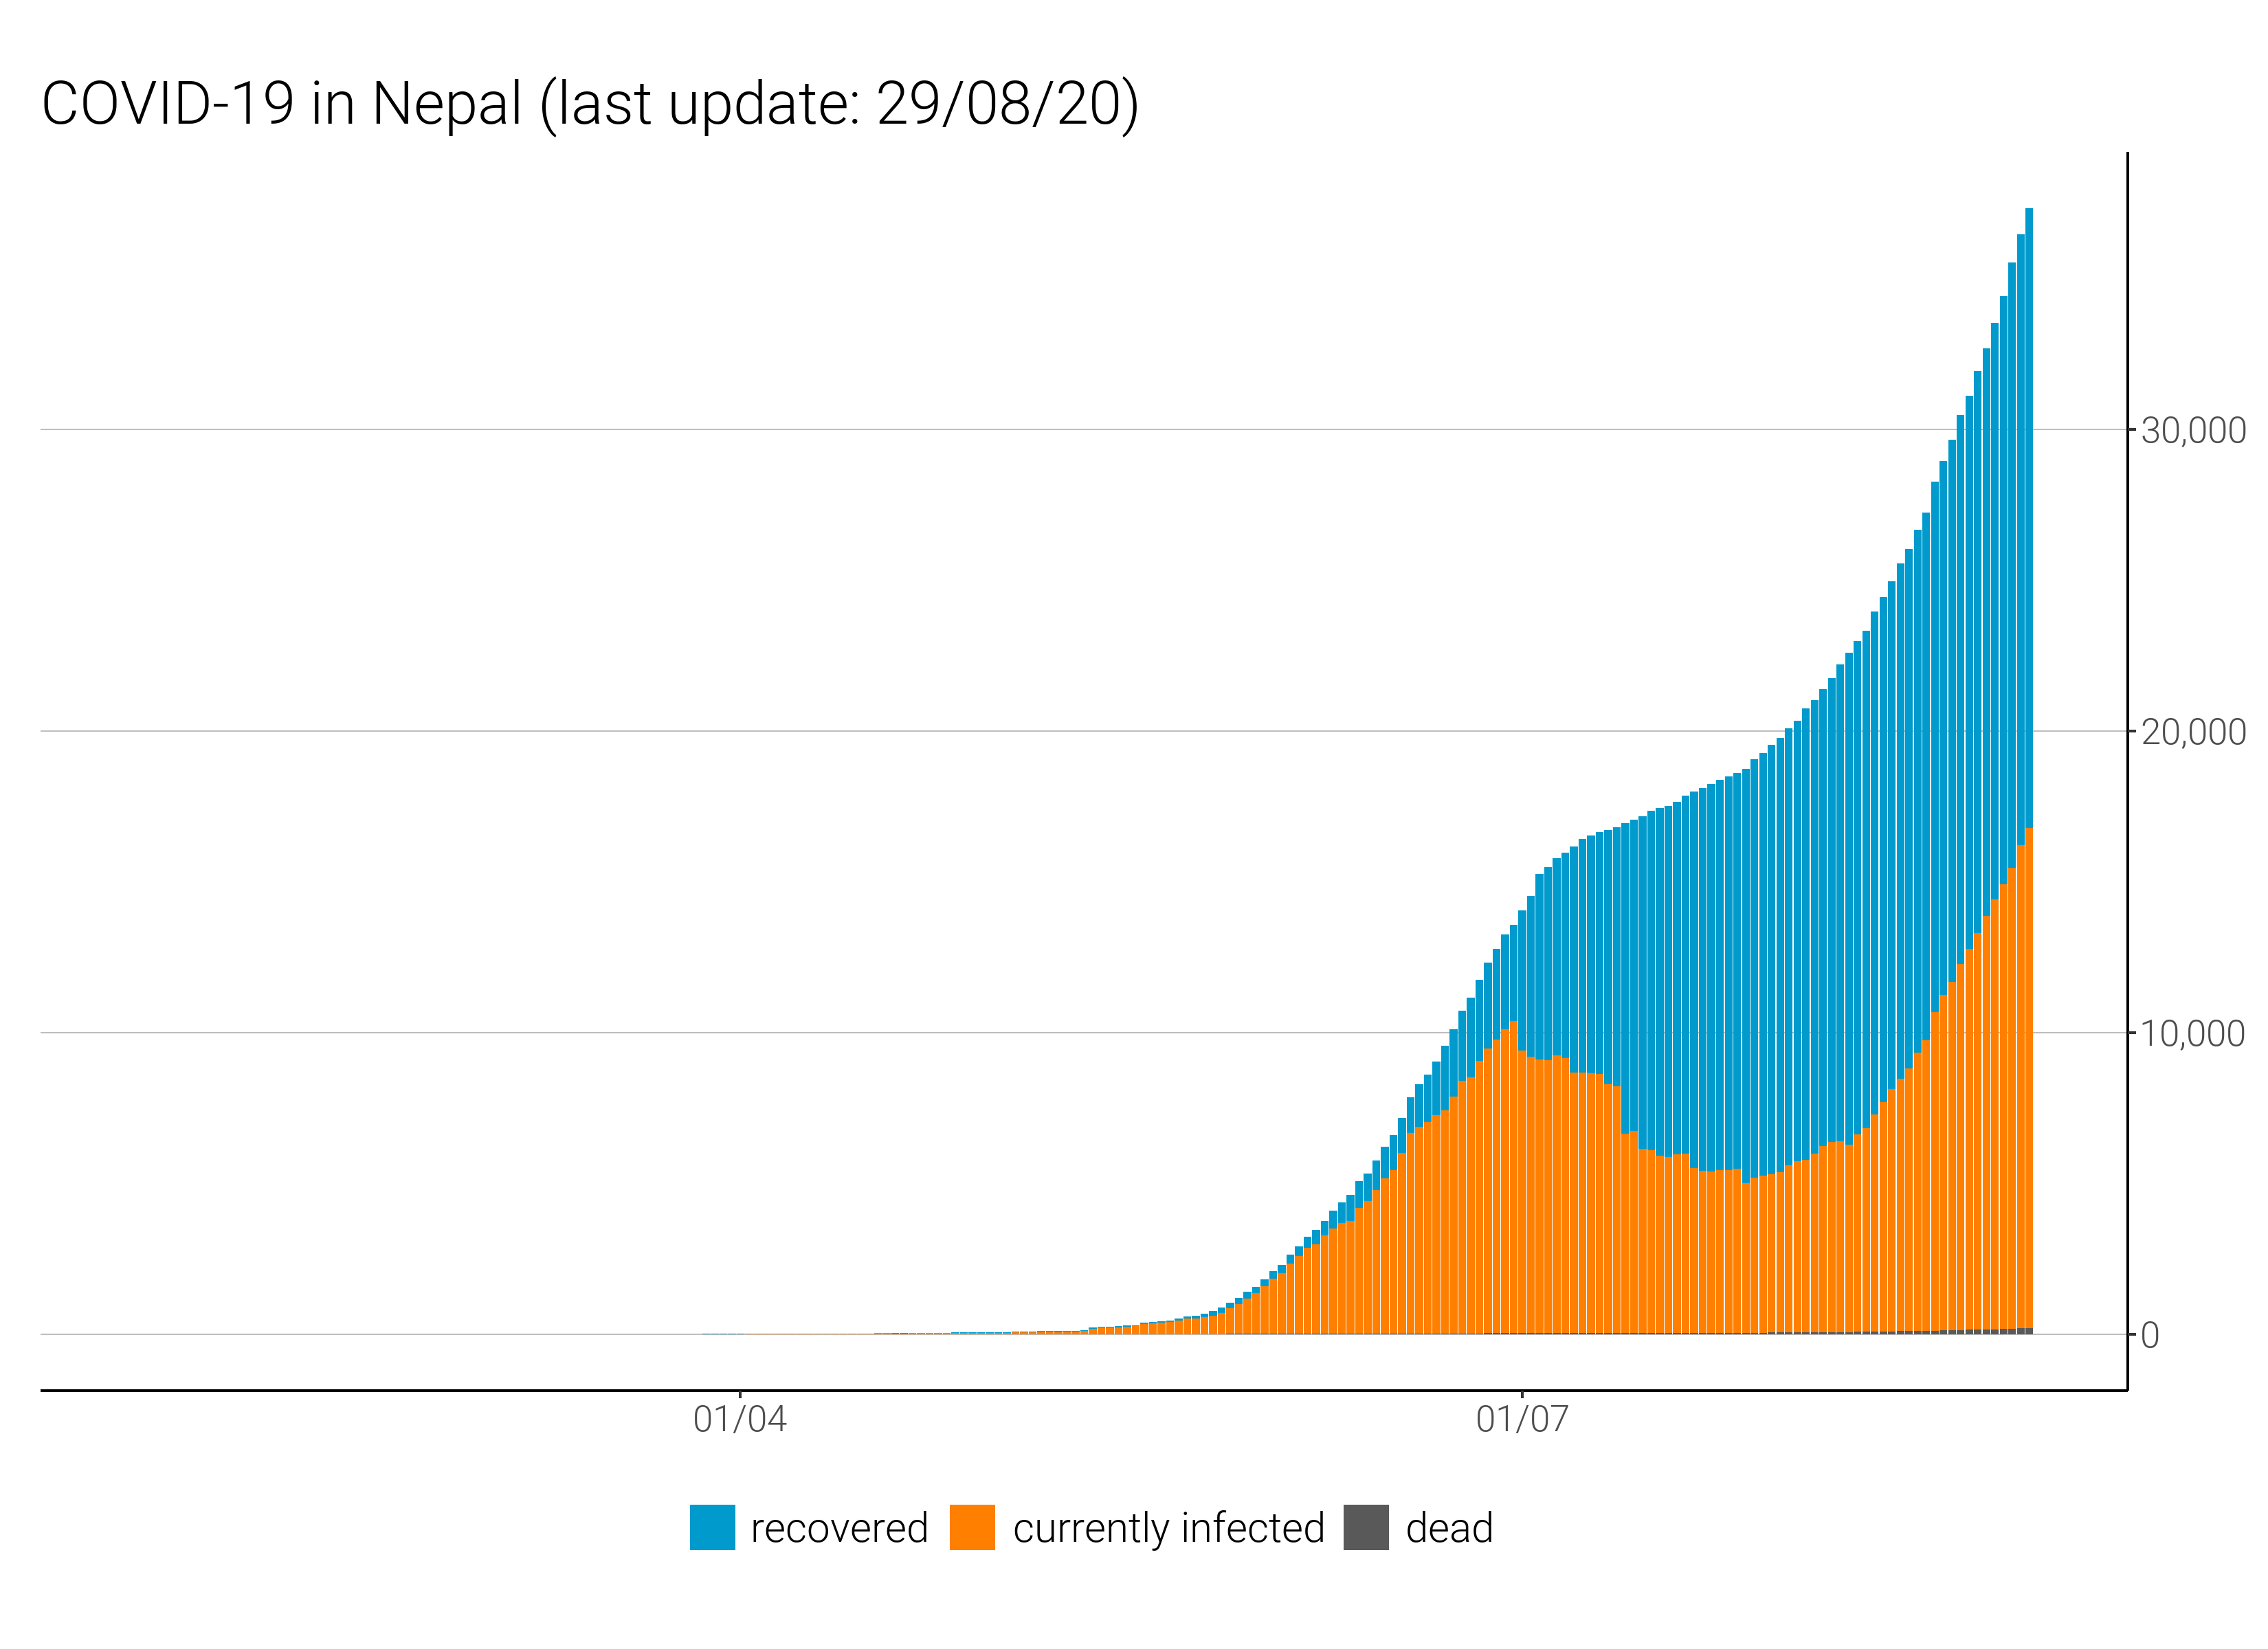 COVID-19 in Nepal (last update: 29/08/20)
30,000
20,000
10,000
0
01/04 01/07
recovered currently infected dead